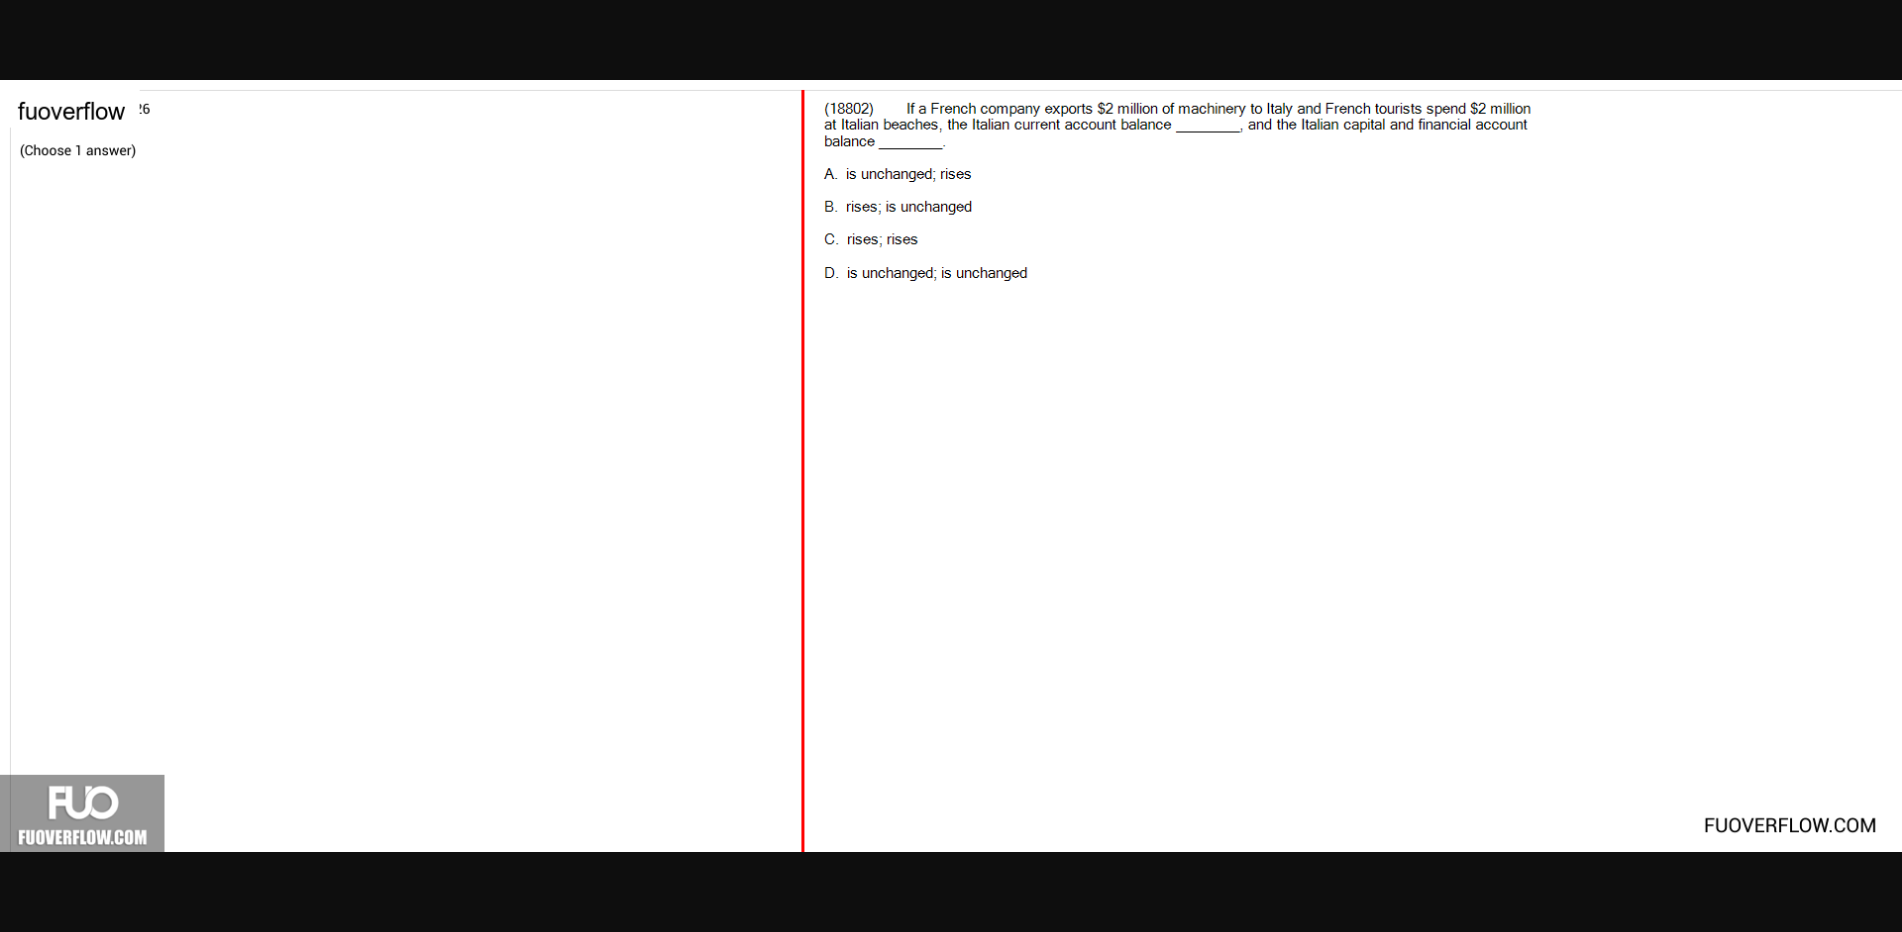 fuoverflow
26
(Choose 1 answer)
(18802) If a French company exports $2 million of machinery to Italy and French tourists spend $2 million
at Italian beaches, the Italian current account balance ________, and the Italian capital and financial account
balance ________.
A. is unchanged; rises
B. rises; is unchanged
C. rises; rises
D. is unchanged; is unchanged
FUO
FUOVERFLOW.COM
FUOVERFLOW.COM